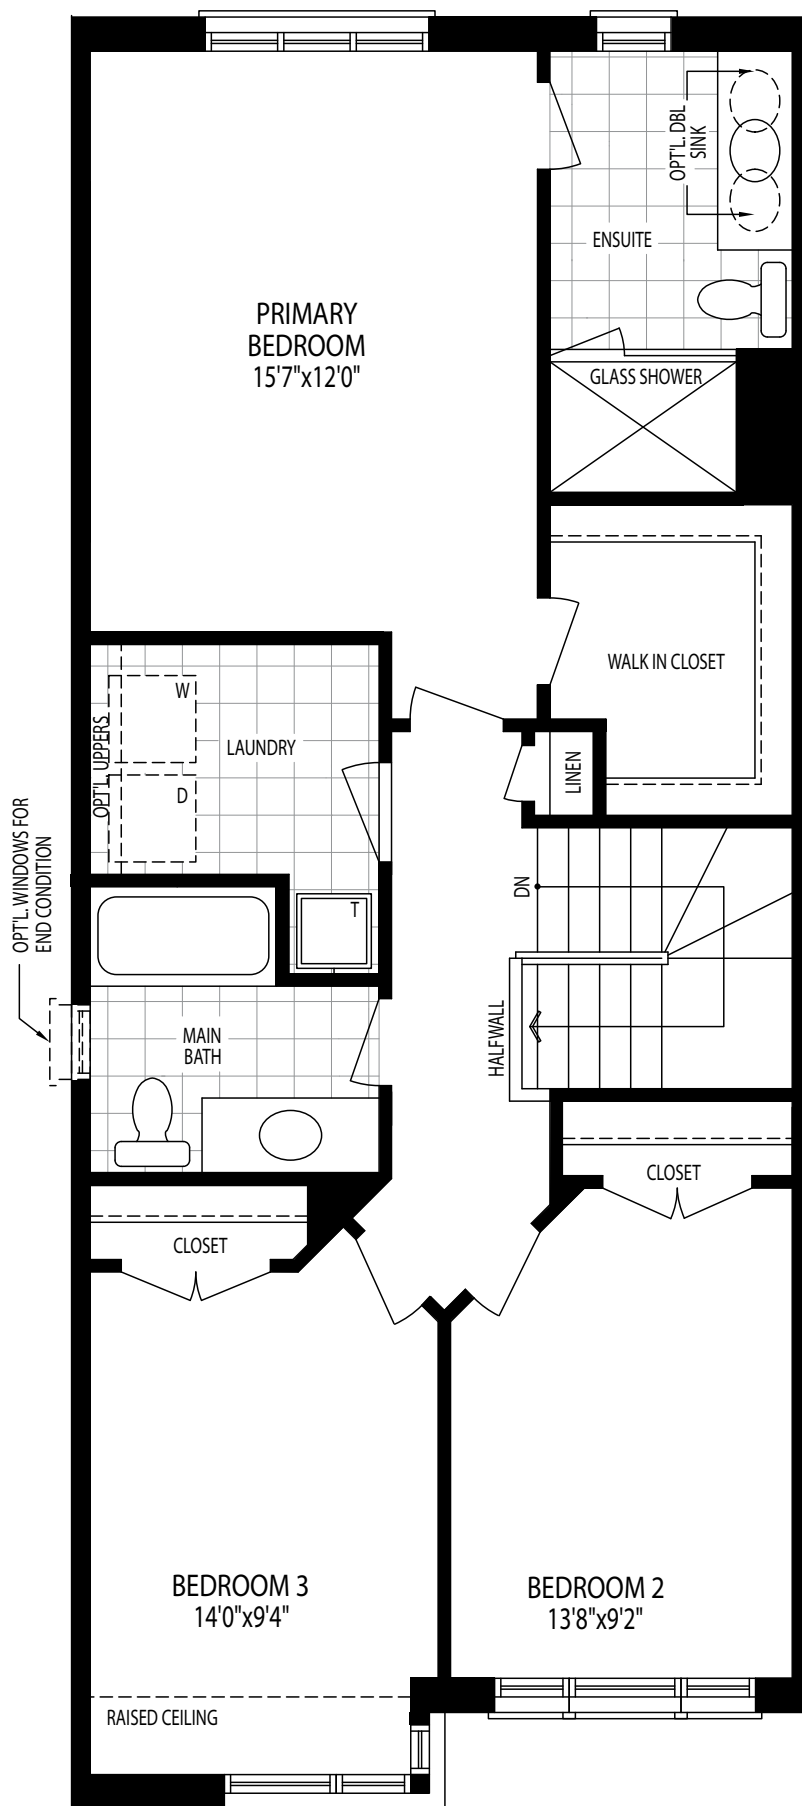 OPT'L. DBL
SINK
ENSUITE
PRIMARY
BEDROOM
15'7"x12'0"
GLASS SHOWER
WALK IN CLOSET
W
OPT'L. UPPERS
LAUNDRY
D
LINEN
OPT'L. WINDOWS FOR
END CONDITION
DN
T
HALFWALL
MAIN
BATH
CLOSET
CLOSET
BEDROOM 3
14'0"x9'4"
BEDROOM 2
13'8"x9'2"
RAISED CEILING